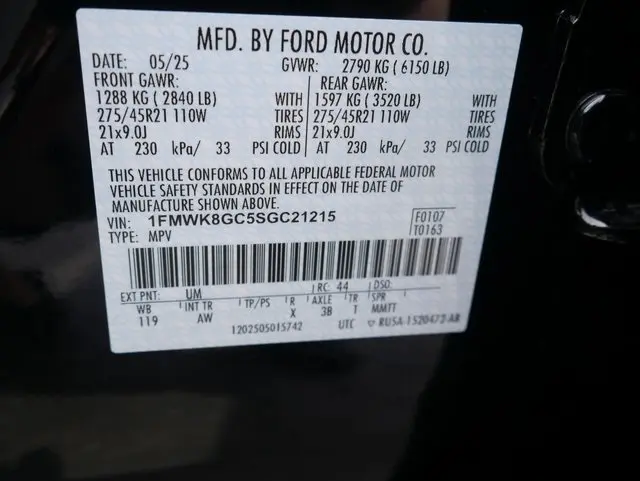 MFD. BY FORD MOTOR CO.
DATE: 05/25 GVWR: 2790 KG ( 6150 LB)
FRONT GAWR: REAR GAWR:
1288 KG ( 2840 LB) WITH 1597 KG ( 3520 LB) WITH
275/45R21 110W TIRES 275/45R21 110W TIRES
21x9.0J RIMS 21x9.0J RIMS
AT 230 kPa/ 33 PSI COLD AT 230 kPa/ 33 PSI COLD
THIS VEHICLE CONFORMS TO ALL APPLICABLE FEDERAL MOTOR
VEHICLE SAFETY STANDARDS IN EFFECT ON THE DATE OF
MANUFACTURE SHOWN ABOVE.
VIN: 1FMWK8GC5SGC21215 F0107
TYPE: MPV T0163
EXT PNT: UM RC: 44 DSO:
WB INT TR TP/PS R AXLE TR SPR
119 AW X 3B T MMTT
1202505015742 UTC ▽ RUSA-1520472-AB